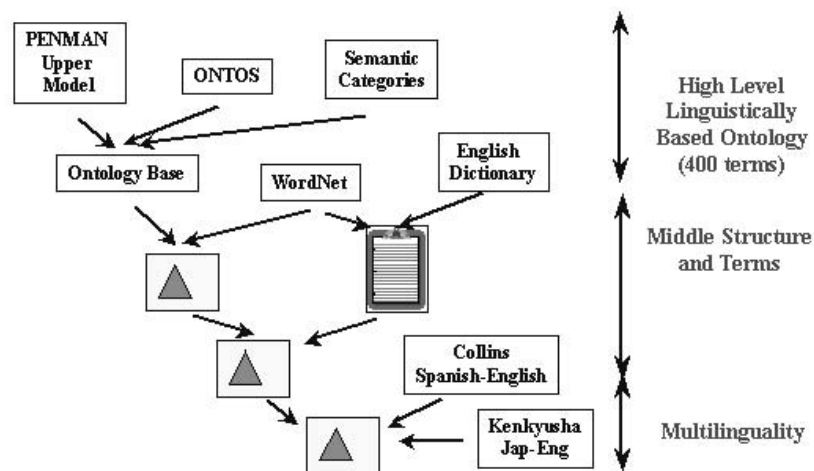 PENMAN
Upper
Model
ONTOS
Semantic
Categories
High Level
Linguistically
Based Ontology
(400 terms)
Ontology Base
WordNet
English
Dictionary
Middle Structure
and Terms
Collins
Spanish-English
Kenkyusha
Jap-Eng
Multilinguality